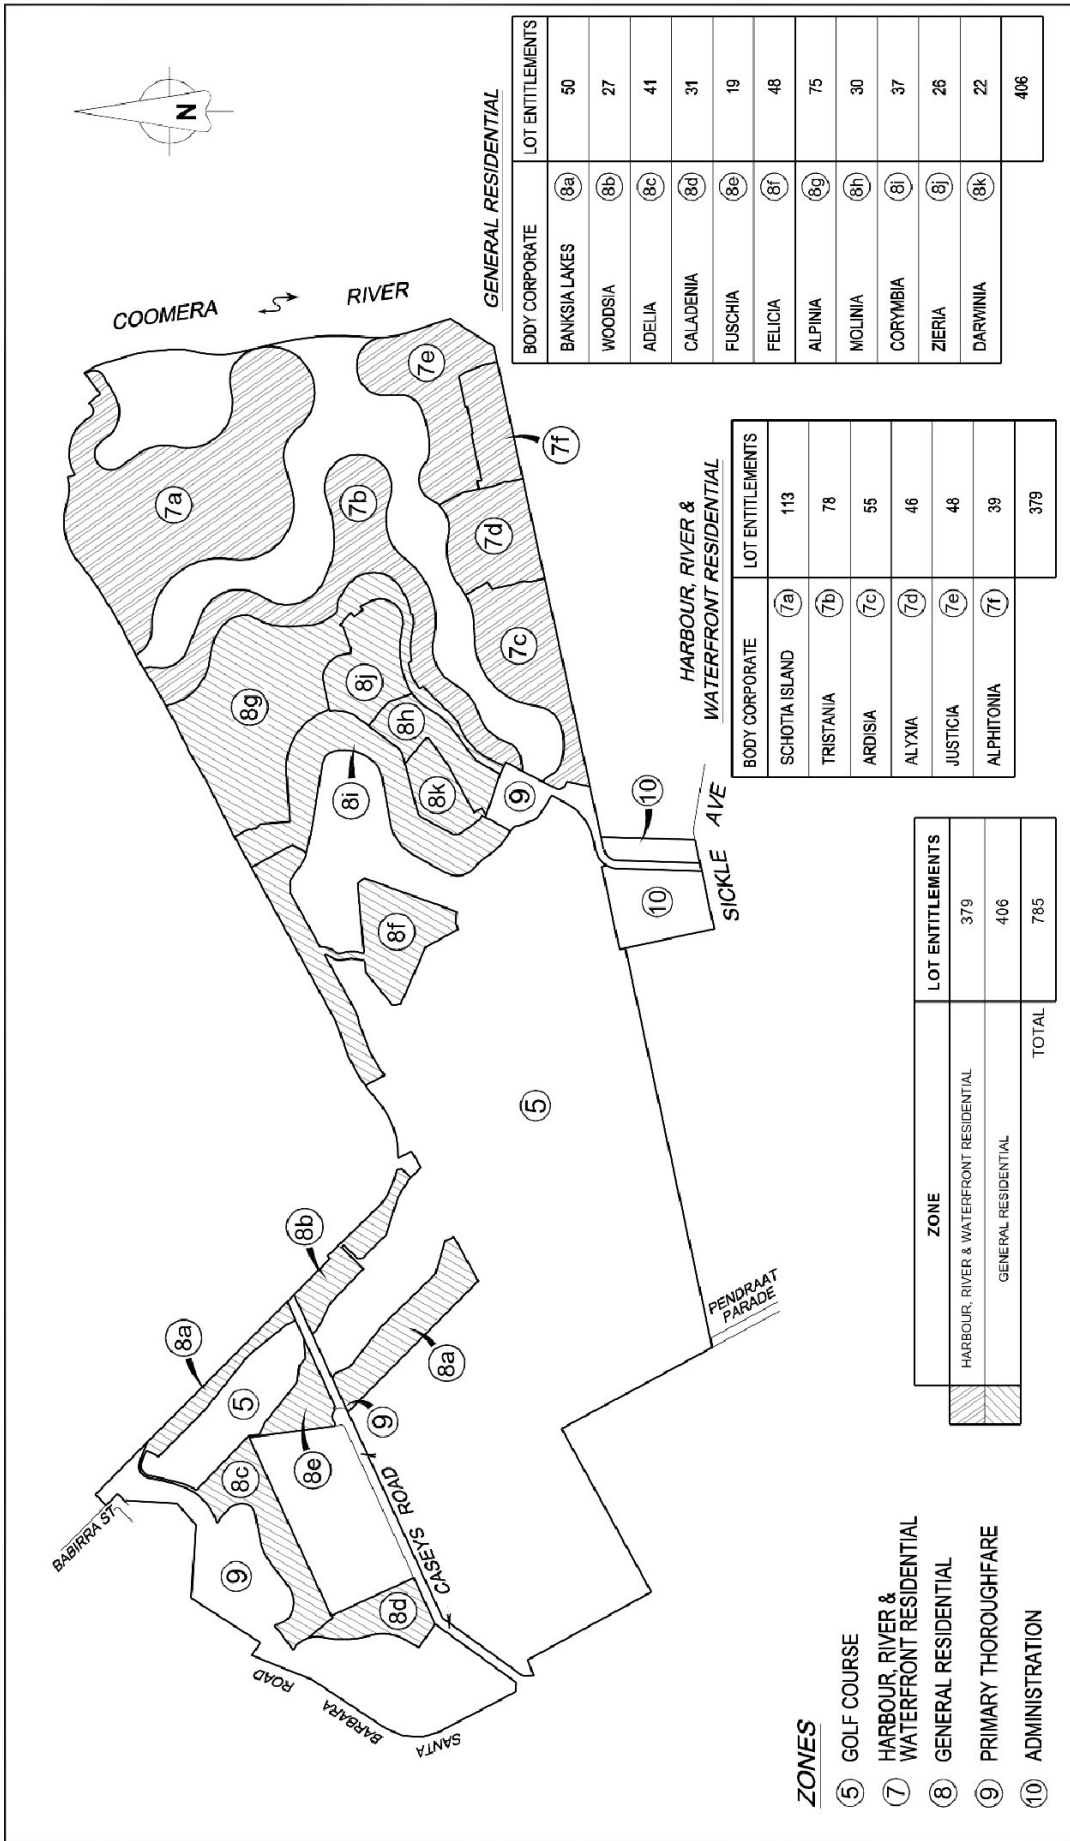 N
COOMERA RIVER
7a
7b
7c
7d
7e
7f
8g
8j
8h
8i
8k
9
8f
10
10
SICKLE AVE
5
8b
8a
8a
5
9
8c
8e
9
8d
BABIRRA ST
CASEYS ROAD
PENDRAAT
PARADE
SANTA BARBARA ROAD
GENERAL RESIDENTIAL
BODY CORPORATE LOT ENTITLEMENTS
BANKSIA LAKES 8a 50
WOODSIA 8b 27
ADELIA 8c 41
CALADENIA 8d 31
FUSCHIA 8e 19
FELICIA 8f 48
ALPINIA 8g 75
MOLINIA 8h 30
CORYMBIA 8i 37
ZIERIA 8j 26
DARWINIA 8k 22
406
HARBOUR, RIVER &
WATERFRONT RESIDENTIAL
BODY CORPORATE LOT ENTITLEMENTS
SCHOTIA ISLAND 7a 113
TRISTANIA 7b 78
ARDISIA 7c 55
ALYXIA 7d 46
JUSTICIA 7e 48
ALPHITONIA 7f 39
379
ZONE LOT ENTITLEMENTS
HARBOUR, RIVER & WATERFRONT RESIDENTIAL 379
GENERAL RESIDENTIAL 406
TOTAL 785
ZONES
5 GOLF COURSE
7 HARBOUR, RIVER &
WATERFRONT RESIDENTIAL
8 GENERAL RESIDENTIAL
9 PRIMARY THOROUGHFARE
10 ADMINISTRATION